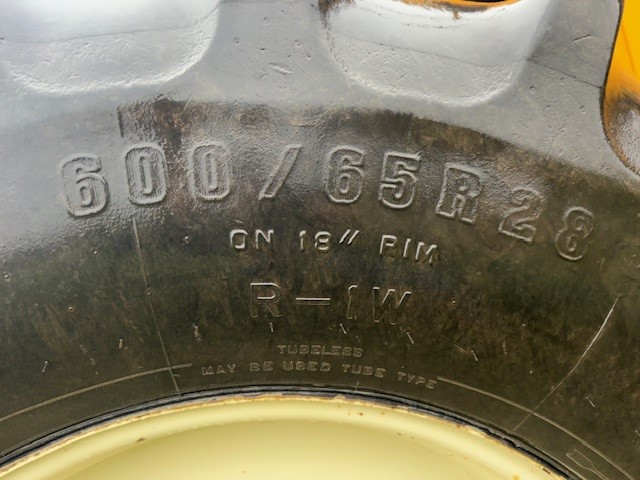 600/65R28
ON 18" RIM
R-1W
TUBELESS
MAY BE USED TUBE TYPE